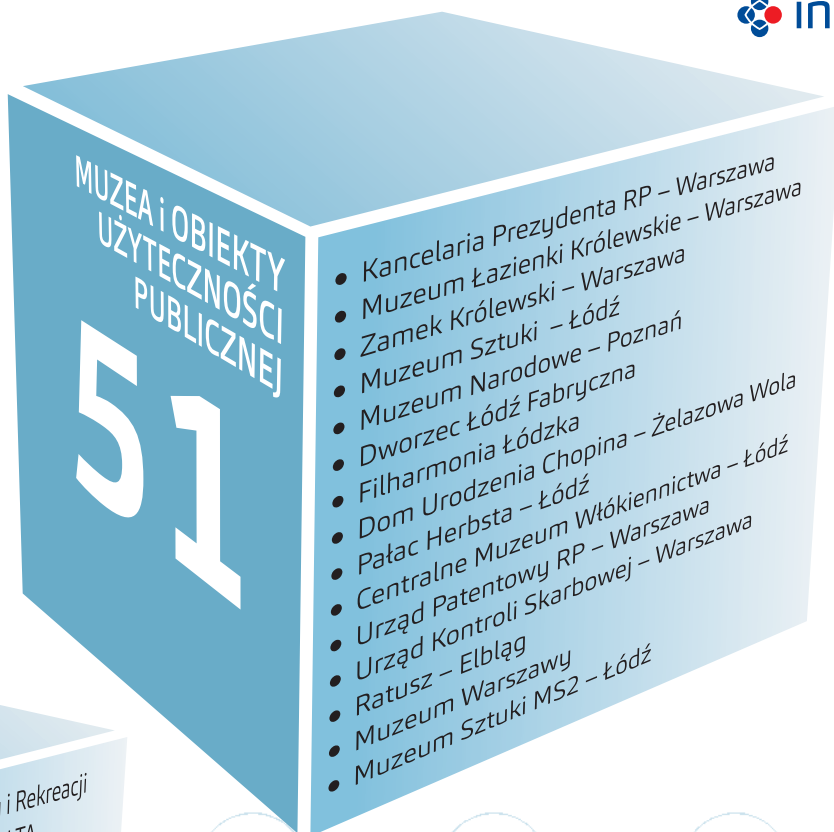 in
MUZEA i OBIEKTY
UŻYTECZNOŚCI
PUBLICZNEJ
51
• Kancelaria Prezydenta RP – Warszawa
• Muzeum Łazienki Królewskie – Warszawa
• Zamek Królewski – Warszawa
• Muzeum Sztuki – Łódź
• Muzeum Narodowe – Poznań
• Dworzec Łódź Fabryczna
• Filharmonia Łódzka
• Dom Urodzenia Chopina – Żelazowa Wola
• Pałac Herbsta – Łódź
• Centralne Muzeum Włókiennictwa – Łódź
• Urząd Patentowy RP – Warszawa
• Urząd Kontroli Skarbowej – Warszawa
• Ratusz – Elbląg
• Muzeum Warszawy
• Muzeum Sztuki MS2 – Łódź
i Rekreacji